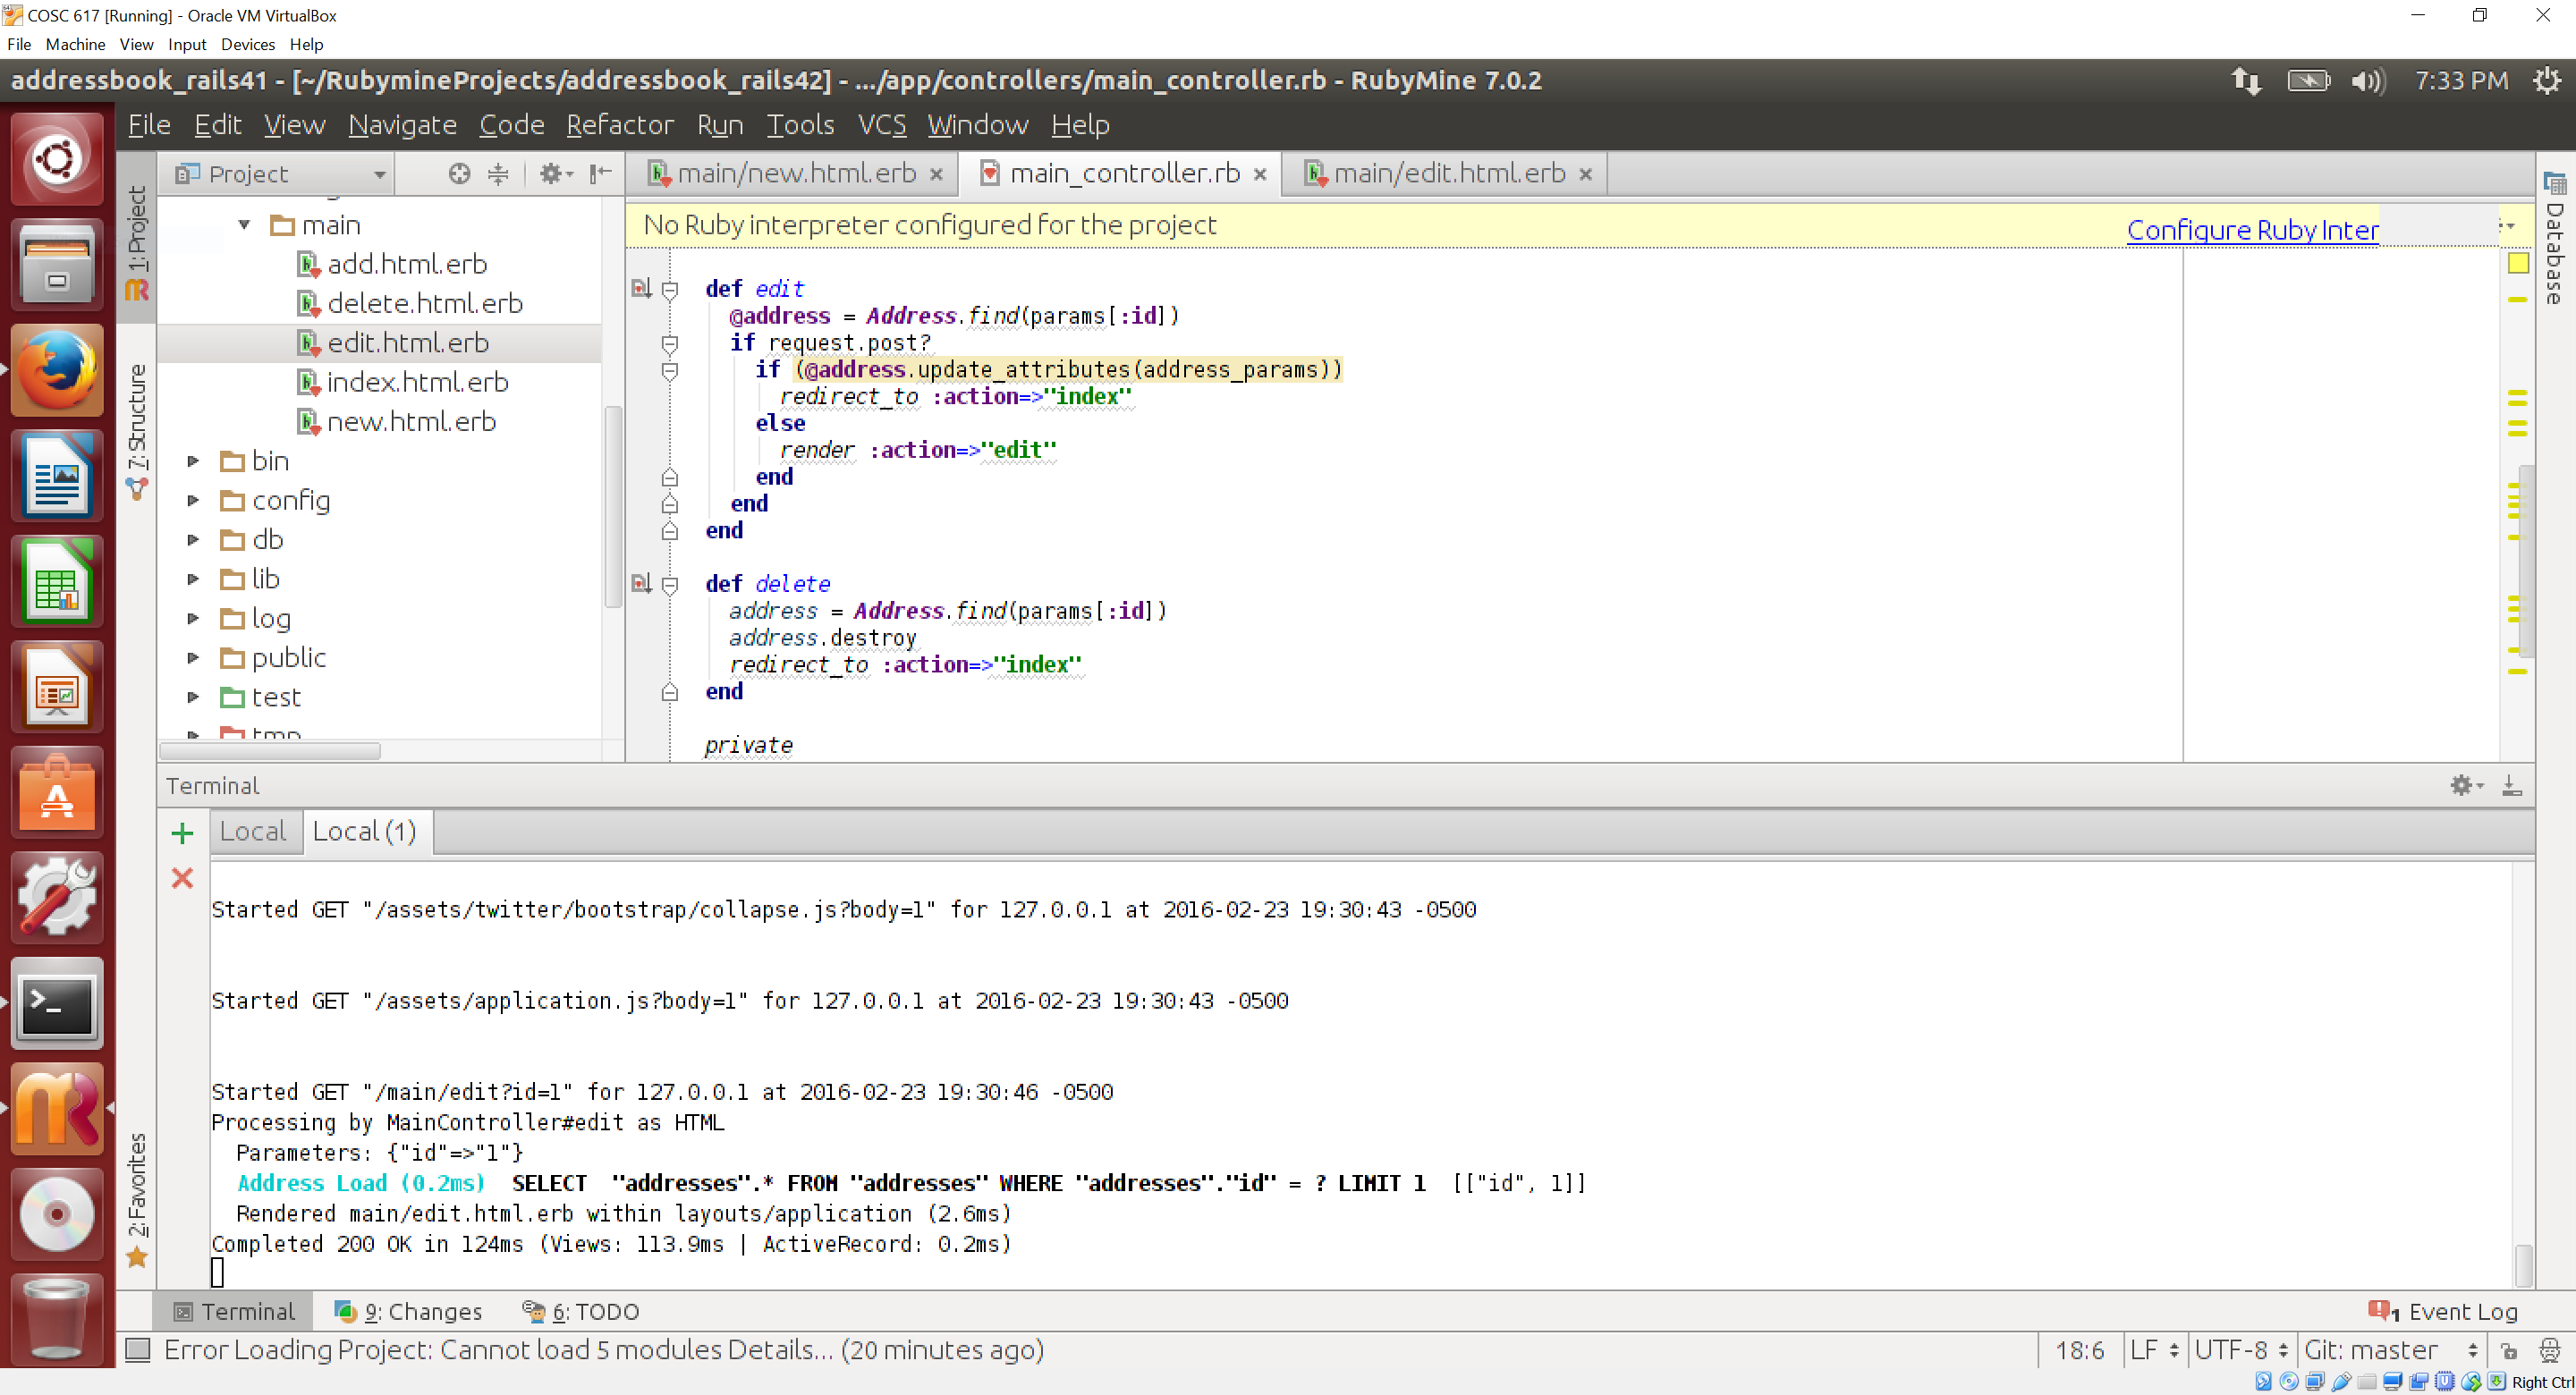 COSC 617 [Running] - Oracle VM VirtualBox
File Machine View Input Devices Help
addressbook_rails41 - [~/RubymineProjects/addressbook_rails42] - .../app/controllers/main_controller.rb - RubyMine 7.0.2
7:33 PM
File Edit View Navigate Code Refactor Run Tools VCS Window Help
1: Project
7: Structure
2: Favorites
Project
main
add.html.erb
delete.html.erb
edit.html.erb
index.html.erb
new.html.erb
bin
config
db
lib
log
public
test
tmp
main/new.html.erb main_controller.rb main/edit.html.erb
No Ruby interpreter configured for the project Configure Ruby Inter
Database
def edit
@address = Address.find(params[:id])
if request.post?
if (@address.update_attributes(address_params))
redirect_to :action=>"index"
else
render :action=>"edit"
end
end
end
def delete
address = Address.find(params[:id])
address.destroy
redirect_to :action=>"index"
end
private
Terminal
Local Local (1)
Started GET "/assets/twitter/bootstrap/collapse.js?body=1" for 127.0.0.1 at 2016-02-23 19:30:43 -0500
Started GET "/assets/application.js?body=1" for 127.0.0.1 at 2016-02-23 19:30:43 -0500
Started GET "/main/edit?id=1" for 127.0.0.1 at 2016-02-23 19:30:46 -0500
Processing by MainController#edit as HTML
Parameters: {"id"=>"1"}
Address Load (0.2ms) SELECT "addresses".* FROM "addresses" WHERE "addresses"."id" = ? LIMIT 1 [["id", 1]]
Rendered main/edit.html.erb within layouts/application (2.6ms)
Completed 200 OK in 124ms (Views: 113.9ms | ActiveRecord: 0.2ms)
Terminal 9: Changes 6: TODO 1 Event Log
Error Loading Project: Cannot load 5 modules Details... (20 minutes ago) 18:6 LF UTF-8 Git: master
Right Ctrl